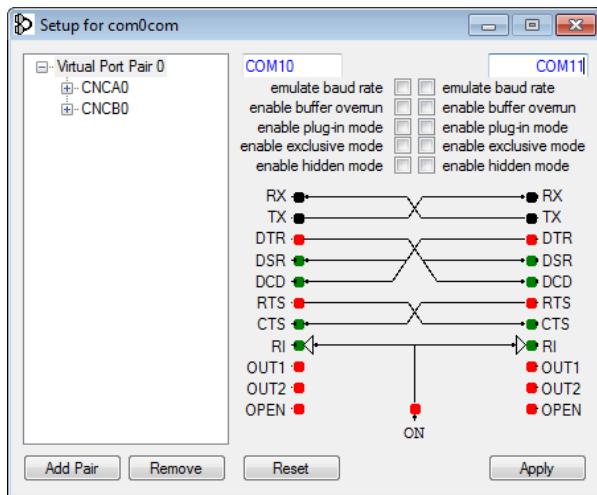 Setup for com0com
Virtual Port Pair 0
CNCA0
CNCB0
COM10 COM11
emulate baud rate emulate baud rate
enable buffer overrun enable buffer overrun
enable plug-in mode enable plug-in mode
enable exclusive mode enable exclusive mode
enable hidden mode enable hidden mode
RX RX
TX TX
DTR DTR
DSR DSR
DCD DCD
RTS RTS
CTS CTS
RI RI
OUT1 OUT1
OUT2 OUT2
OPEN OPEN
ON
Add Pair Remove Reset Apply